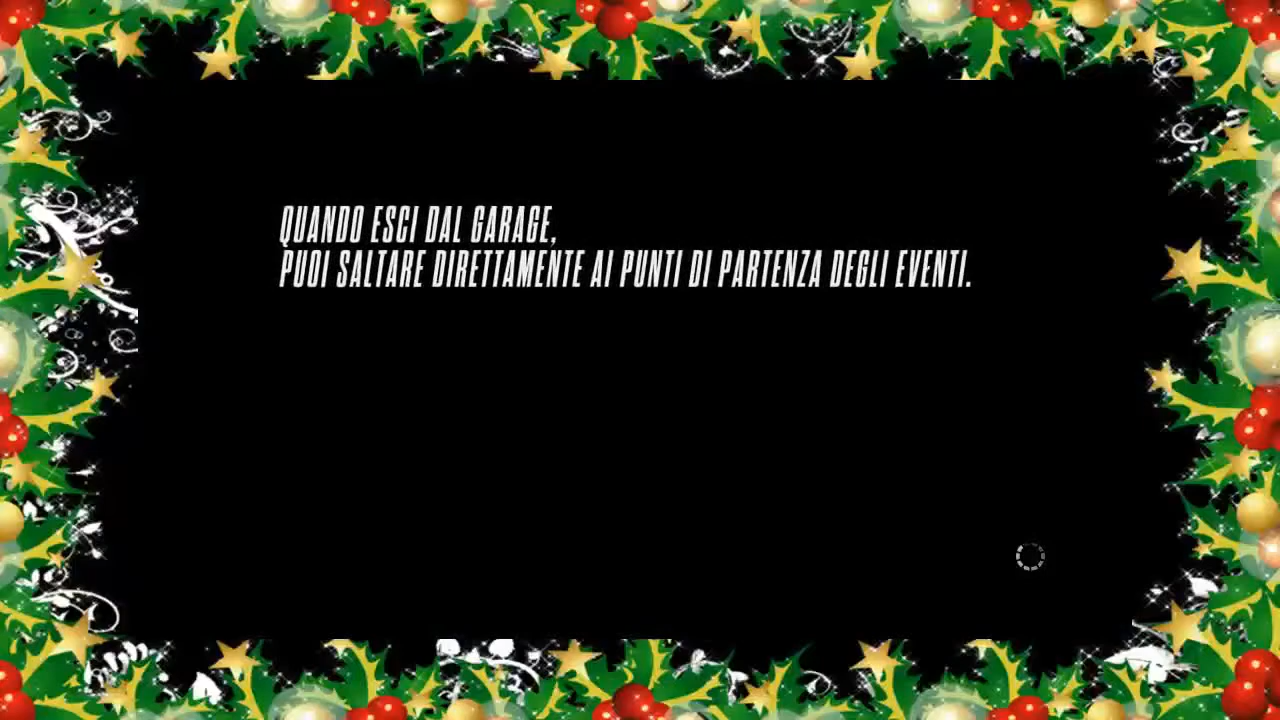 QUANDO ESCI DAL GARAGE,
PUOI SALTARE DIRETTAMENTE AI PUNTI DI PARTENZA DEGLI EVENTI.